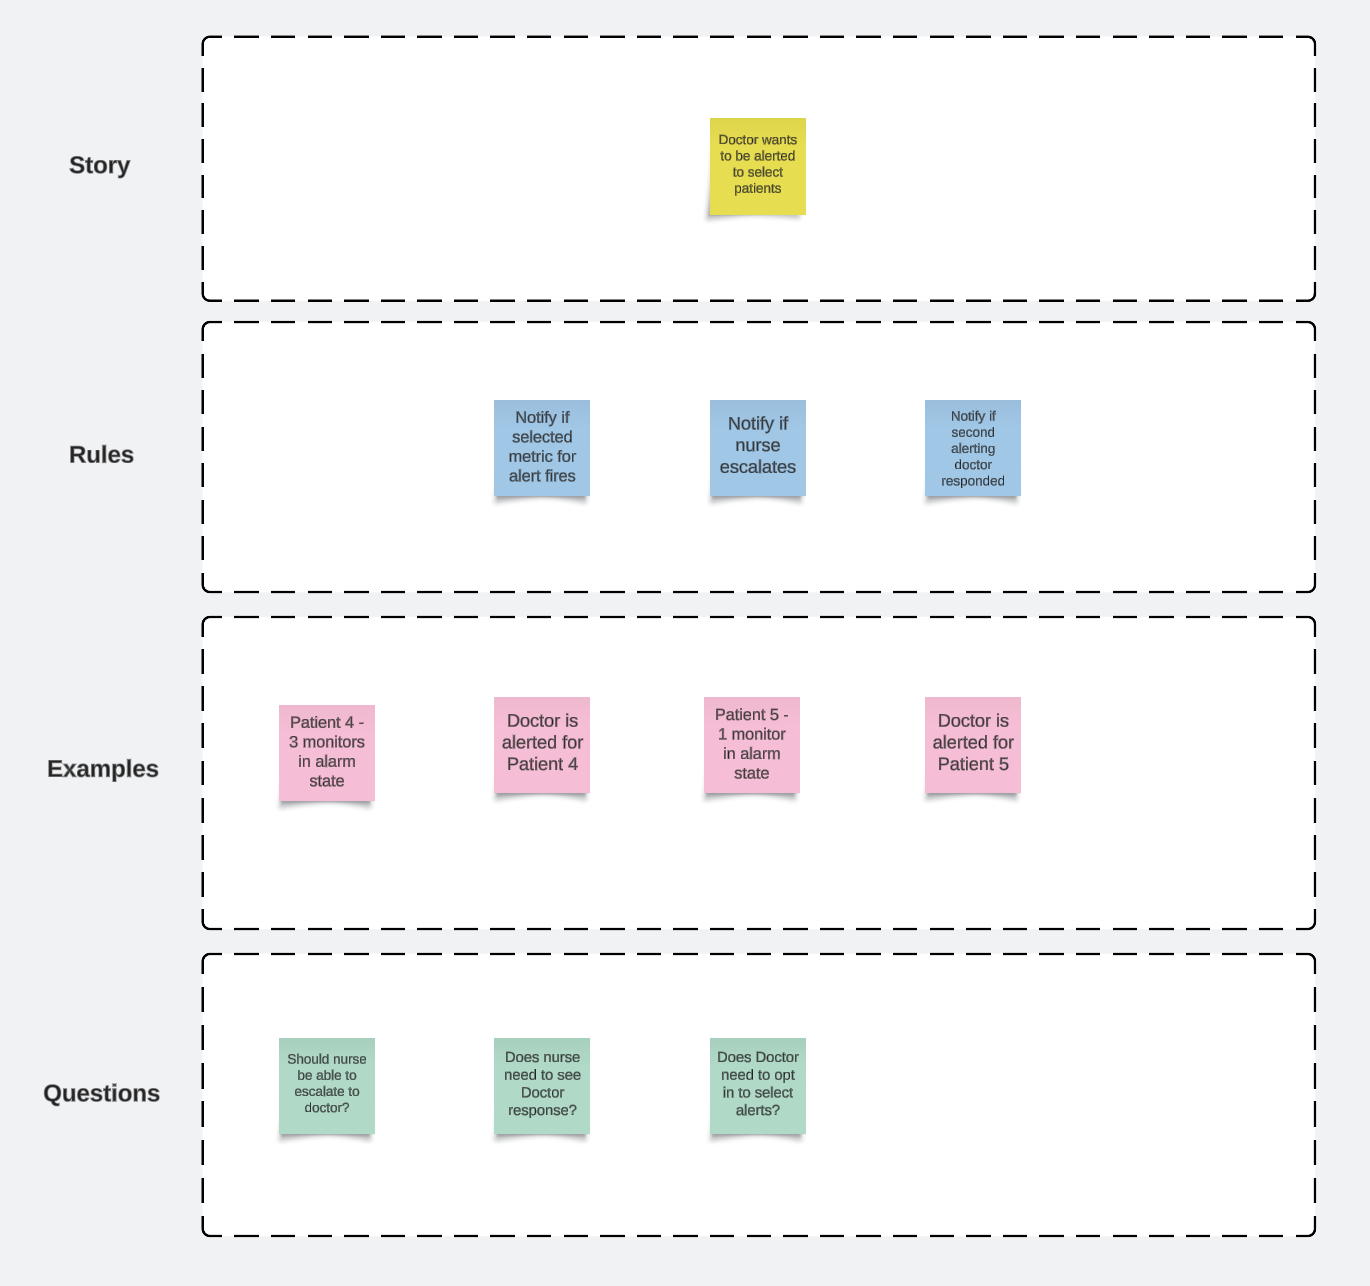 Story
Doctor wants
to be alerted
to select
patients
Rules
Notify if
selected
metric for
alert fires
Notify if
nurse
escalates
Notify if
second
alerting
doctor
responded
Examples
Patient 4 -
3 monitors
in alarm
state
Doctor is
alerted for
Patient 4
Patient 5 -
1 monitor
in alarm
state
Doctor is
alerted for
Patient 5
Questions
Should nurse
be able to
escalate to
doctor?
Does nurse
need to see
Doctor
response?
Does Doctor
need to opt
in to select
alerts?